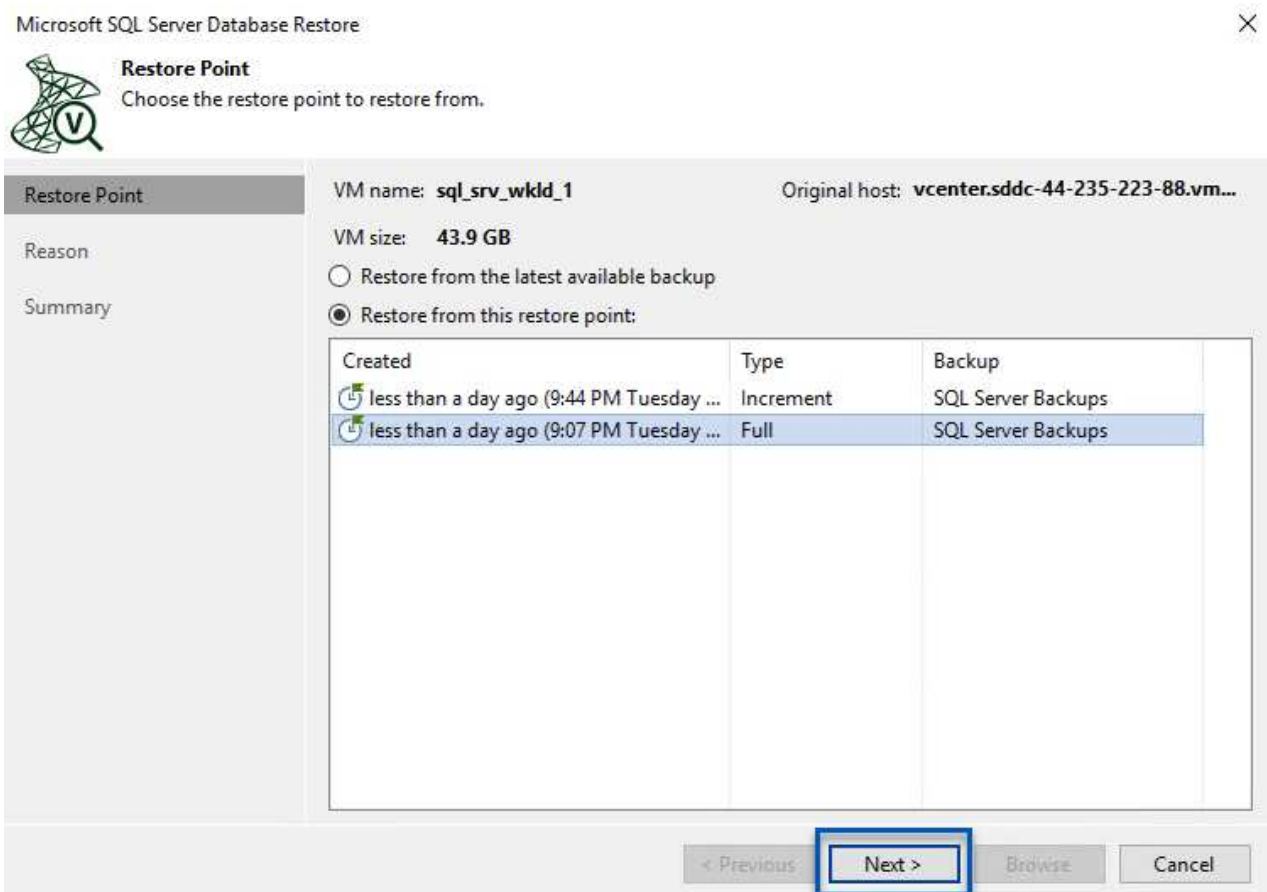 Microsoft SQL Server Database Restore
Restore Point
Choose the restore point to restore from.
V
Restore Point
Reason
Summary
VM name: sql_srv_wkld_1 Original host: vcenter.sddc-44-235-223-88.vm...
VM size: 43.9 GB
Restore from the latest available backup
Restore from this restore point:
Created Type Backup
less than a day ago (9:44 PM Tuesday ... Increment SQL Server Backups
less than a day ago (9:07 PM Tuesday ... Full SQL Server Backups
< Previous Next > Browse Cancel